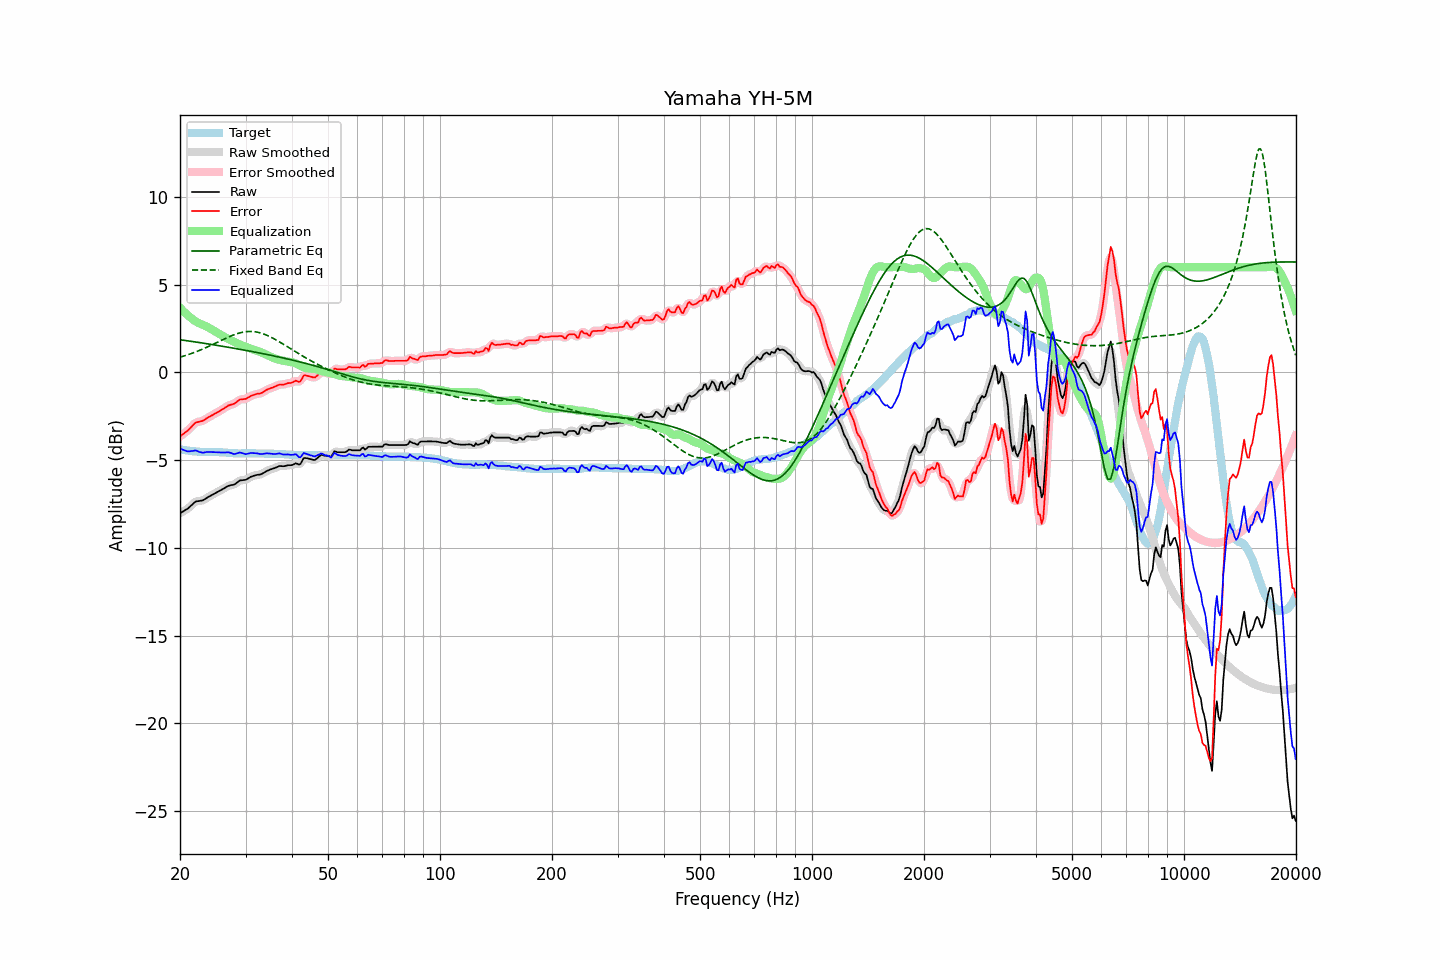 Yamaha YH-5M
Target
Raw Smoothed
Error Smoothed
Raw
Error
Equalization
Parametric Eq
Fixed Band Eq
Equalized
10
5
0
−5
−10
−15
−20
−25
Amplitude (dBr)
20 50 100 200 500 1000 2000 5000 10000 20000
Frequency (Hz)